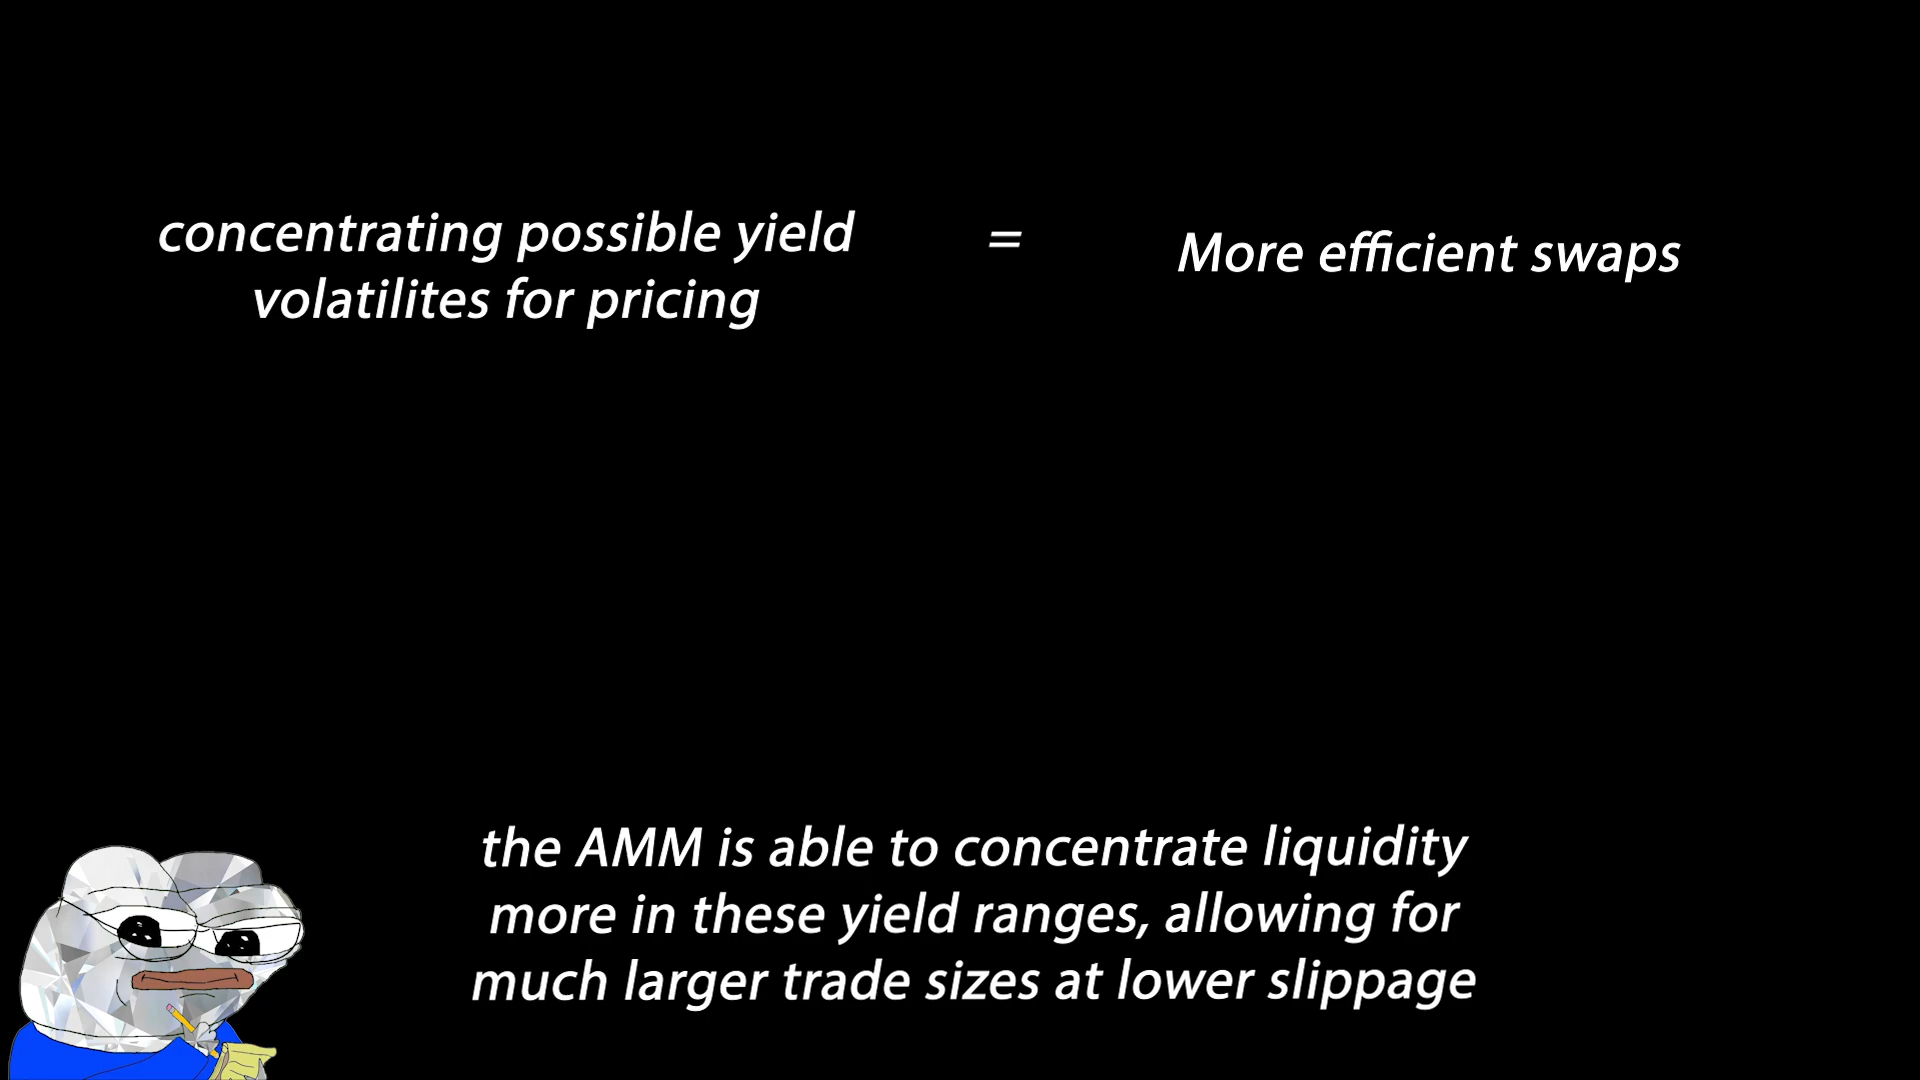 concentrating possible yield
volatilites for pricing
=
More efficient swaps
the AMM is able to concentrate liquidity
more in these yield ranges, allowing for
much larger trade sizes at lower slippage